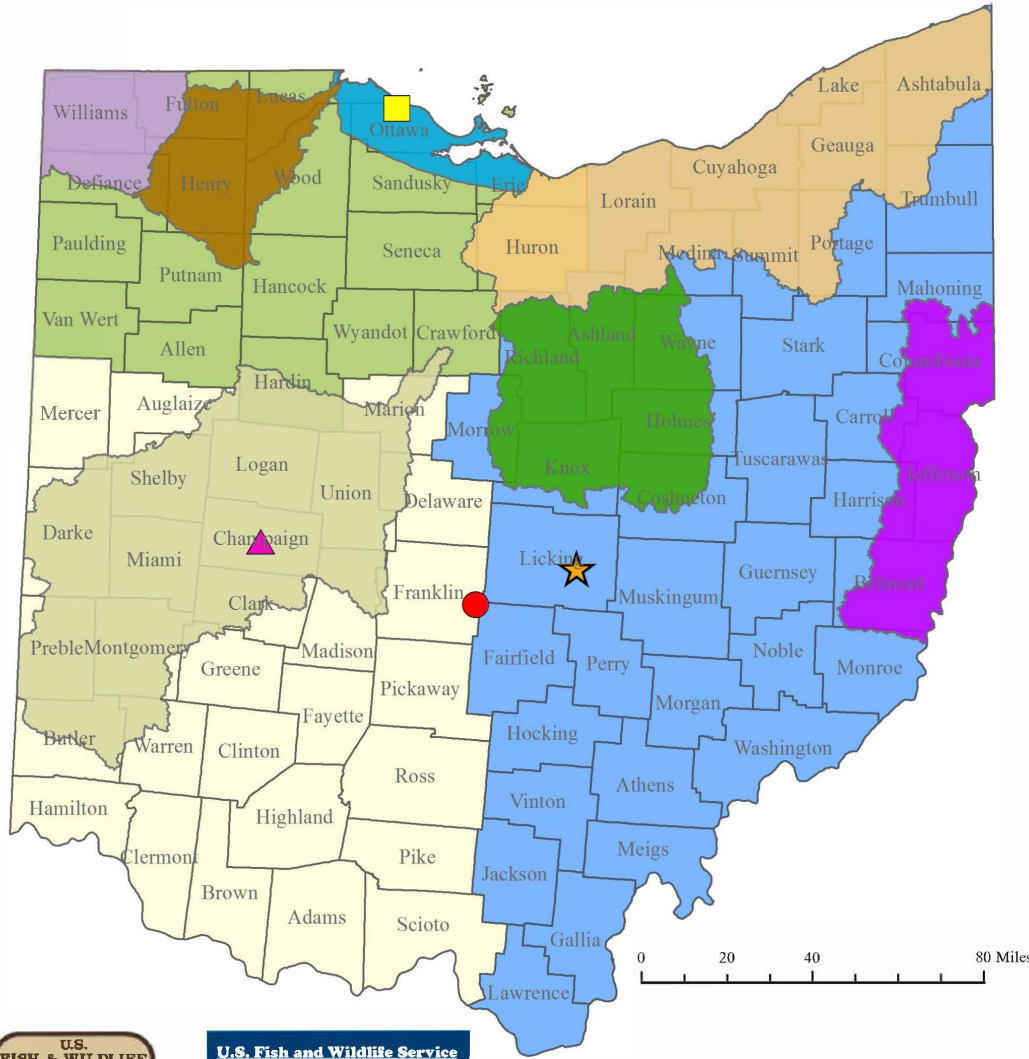 Lake
Ashtabula
Williams
Fulton
Lucas
Ottawa
Geauga
Cuyahoga
Defiance
Henry
Wood
Sandusky
Erie
Lorain
Trumbull
Paulding
Seneca
Huron
Medina
Summit
Portage
Putnam
Hancock
Mahoning
Van Wert
Wyandot
Crawford
Ashland
Richland
Wayne
Stark
Columbiana
Allen
Hardin
Mercer
Auglaize
Marion
Morrow
Holmes
Carroll
Logan
Knox
Tuscarawas
Jefferson
Shelby
Union
Delaware
Coshocton
Harrison
Darke
Champaign
Miami
Licking
Guernsey
Belmont
Clark
Franklin
Muskingum
Preble
Montgomery
Madison
Fairfield
Perry
Noble
Monroe
Greene
Pickaway
Morgan
Fayette
Butler
Warren
Clinton
Hocking
Washington
Ross
Athens
Hamilton
Highland
Vinton
Clermont
Pike
Meigs
Brown
Jackson
Adams
Scioto
Gallia
Lawrence
0 20 40 80 Miles
U.S.
FISH & WILDLIFE
U.S. Fish and Wildlife Service